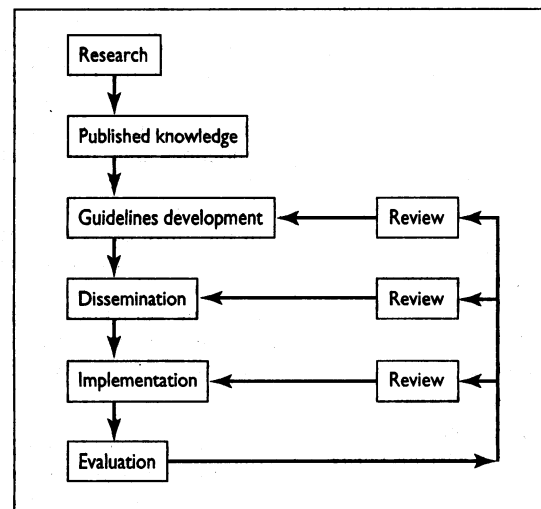 Research
Published knowledge
Guidelines development
Review
Dissemination
Review
Implementation
Review
Evaluation